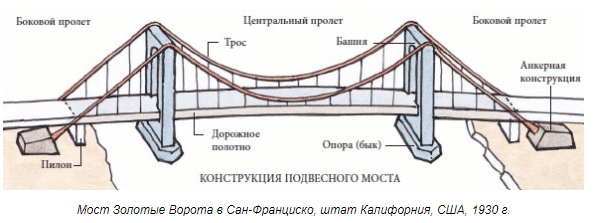 Боковой пролет
Центральный пролет
Боковой пролет
Трос
Башня
Анкерная
конструкция
Дорожное
полотно
Опора (бык)
Пилон
КОНСТРУКЦИЯ ПОДВЕСНОГО МОСТА
Мост Золотые Ворота в Сан-Франциско, штат Калифорния, США, 1930 г.